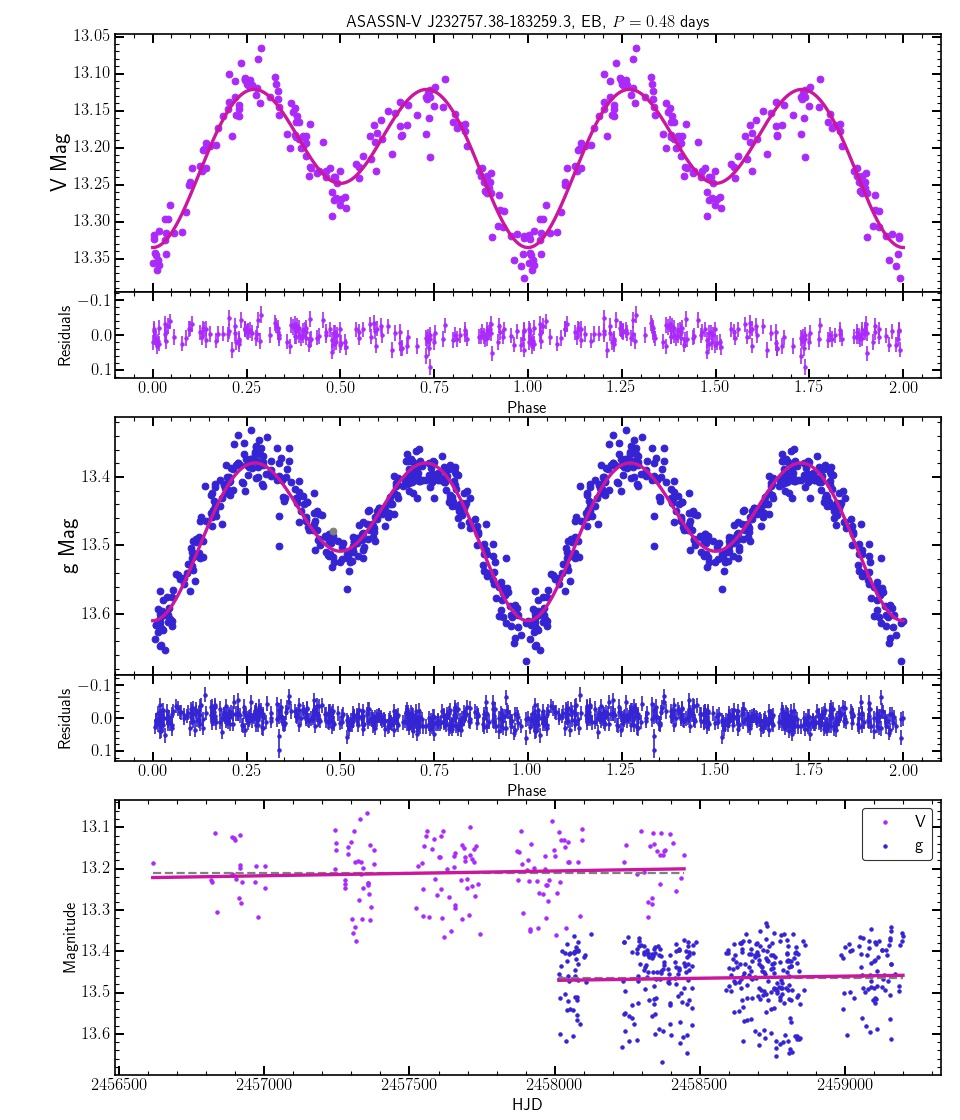 ASASSN-V J232757.38-183259.3, EB, P = 0.48 days
13.05
13.10
13.15
13.20
13.25
13.30
13.35
V Mag
−0.1
0.0
0.1
Residuals
0.00 0.25 0.50 0.75 1.00 1.25 1.50 1.75 2.00
Phase
13.4
13.5
13.6
g Mag
−0.1
0.0
0.1
Residuals
0.00 0.25 0.50 0.75 1.00 1.25 1.50 1.75 2.00
Phase
13.1
13.2
13.3
13.4
13.5
13.6
Magnitude
V
g
2456500 2457000 2457500 2458000 2458500 2459000
HJD